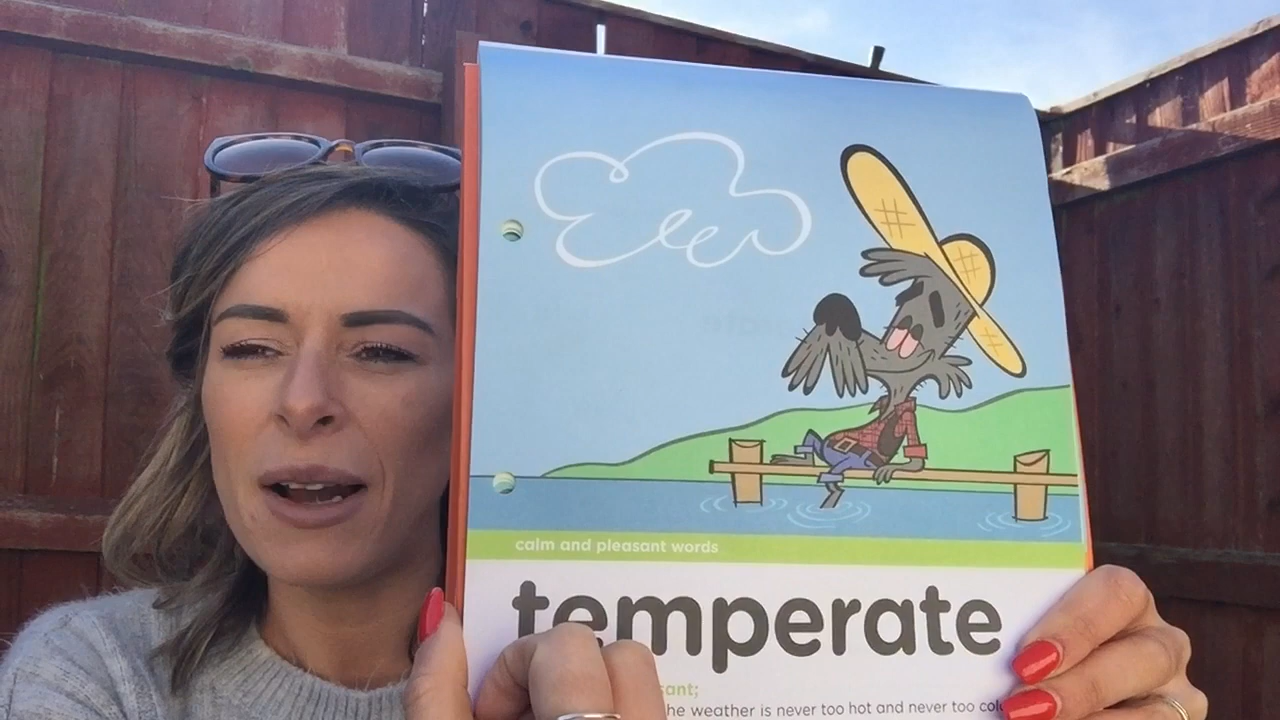 calm and pleasant words
temperate
sant;
he weather is never too hot and never too col